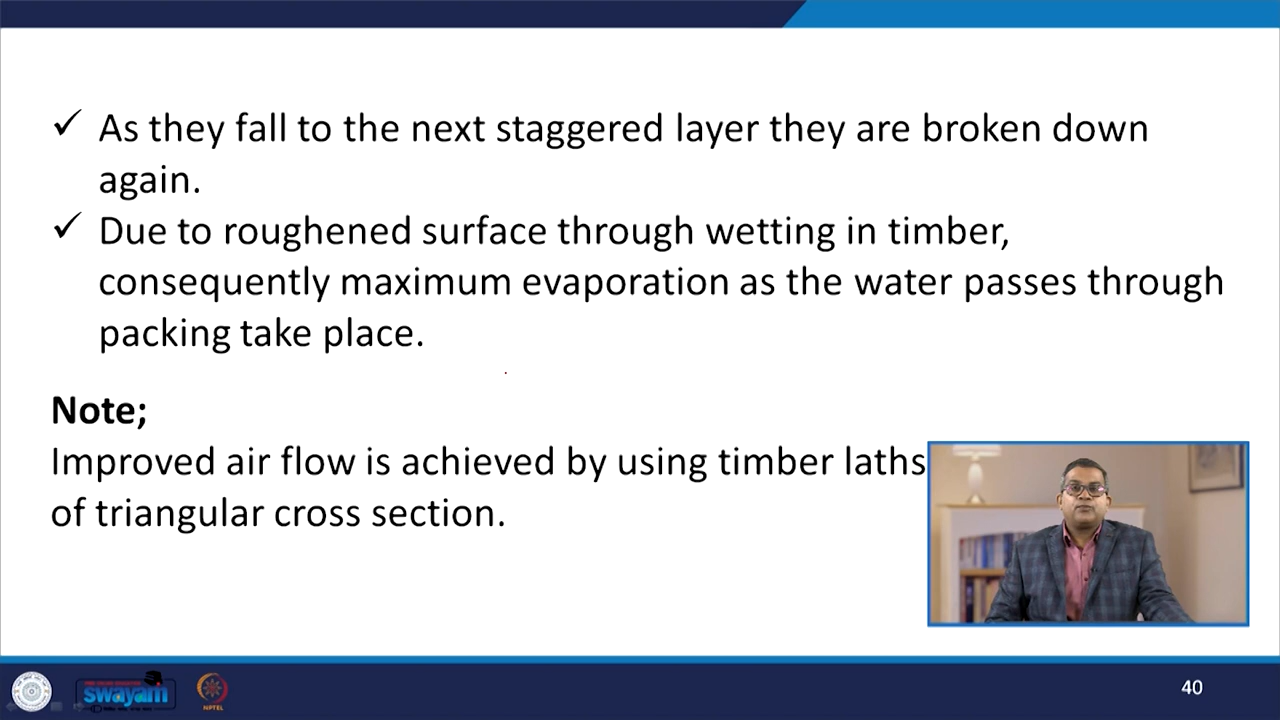 ✓ As they fall to the next staggered layer they are broken down
again.
✓ Due to roughened surface through wetting in timber,
consequently maximum evaporation as the water passes through
packing take place.
Note;
Improved air flow is achieved by using timber laths
of triangular cross section.
swayam
NPTEL
40